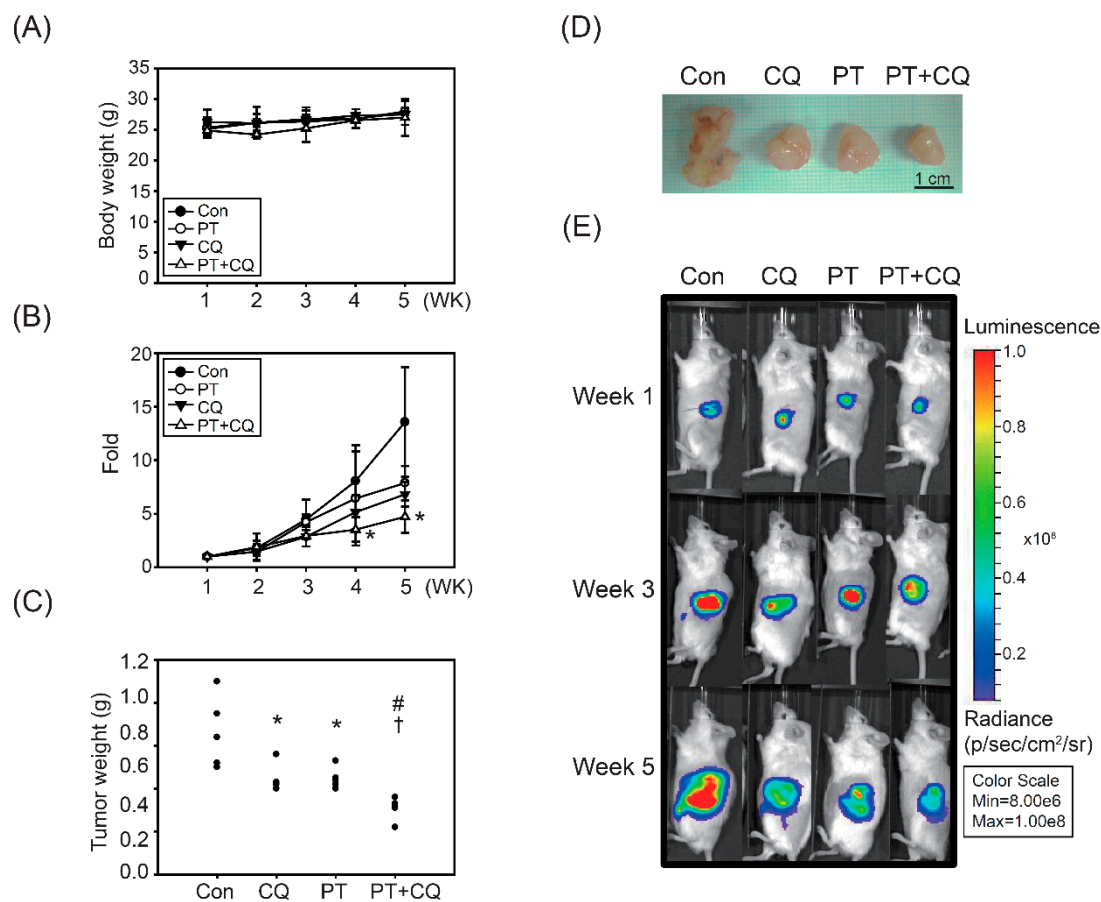 (A)
Body weight (g)
35
30
25
20
15
10
5
0
Con
PT
CQ
PT+CQ
1 2 3 4 5 (WK)
(B)
Fold
20
15
10
5
0
Con
PT
CQ
PT+CQ
*
*
1 2 3 4 5 (WK)
(C)
Tumor weight (g)
1.2
1.0
0.8
0.6
0.4
0.2
0.0
* * #
†
Con CQ PT PT+CQ
(D)
Con CQ PT PT+CQ
1 cm
(E)
Con CQ PT PT+CQ
Week 1
Week 3
Week 5
Luminescence
1.0
0.8
0.6
x10⁸
0.4
0.2
Radiance
(p/sec/cm²/sr)
Color Scale
Min=8.00e6
Max=1.00e8